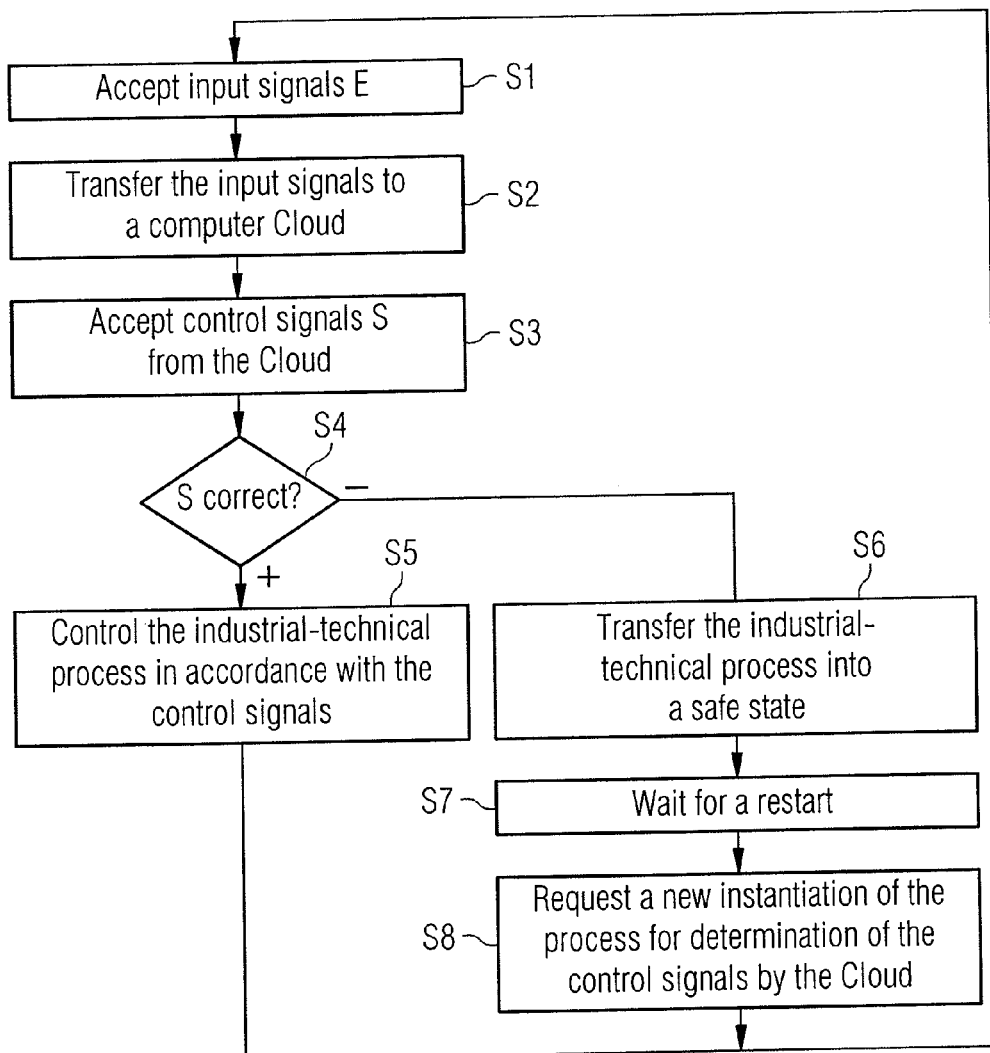 Accept input signals E
S1
Transfer the input signals to
a computer Cloud
S2
Accept control signals S
from the Cloud
S3
S4
S correct?
–
+
S5
Control the industrial-technical
process in accordance with the
control signals
S6
Transfer the industrial-
technical process into
a safe state
S7
Wait for a restart
S8
Request a new instantiation of the
process for determination of the
control signals by the Cloud